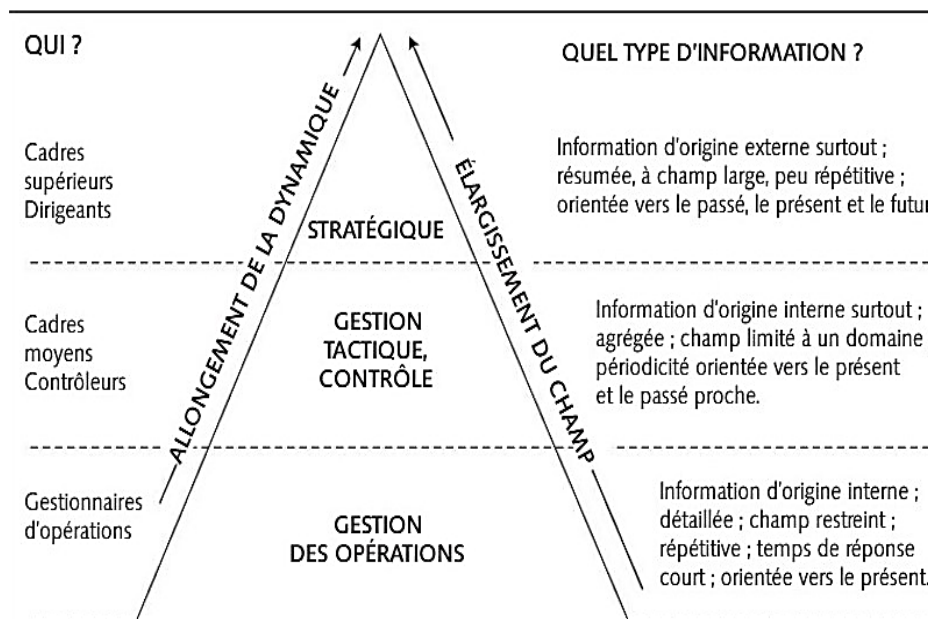 QUI ?
QUEL TYPE D'INFORMATION ?
ALLONGEMENT DE LA DYNAMIQUE
ÉLARGISSEMENT DU CHAMP
Cadres
supérieurs
Dirigeants
STRATÉGIQUE
Information d'origine externe surtout ;
résumée, à champ large, peu répétitive ;
orientée vers le passé, le présent et le futur
Cadres
moyens
Contrôleurs
GESTION
TACTIQUE,
CONTRÔLE
Information d'origine interne surtout ;
agrégée ; champ limité à un domaine
périodicité orientée vers le présent
et le passé proche.
Gestionnaires
d'opérations
GESTION
DES OPÉRATIONS
Information d'origine interne ;
détaillée ; champ restreint ;
répétitive ; temps de réponse
court ; orientée vers le présent.